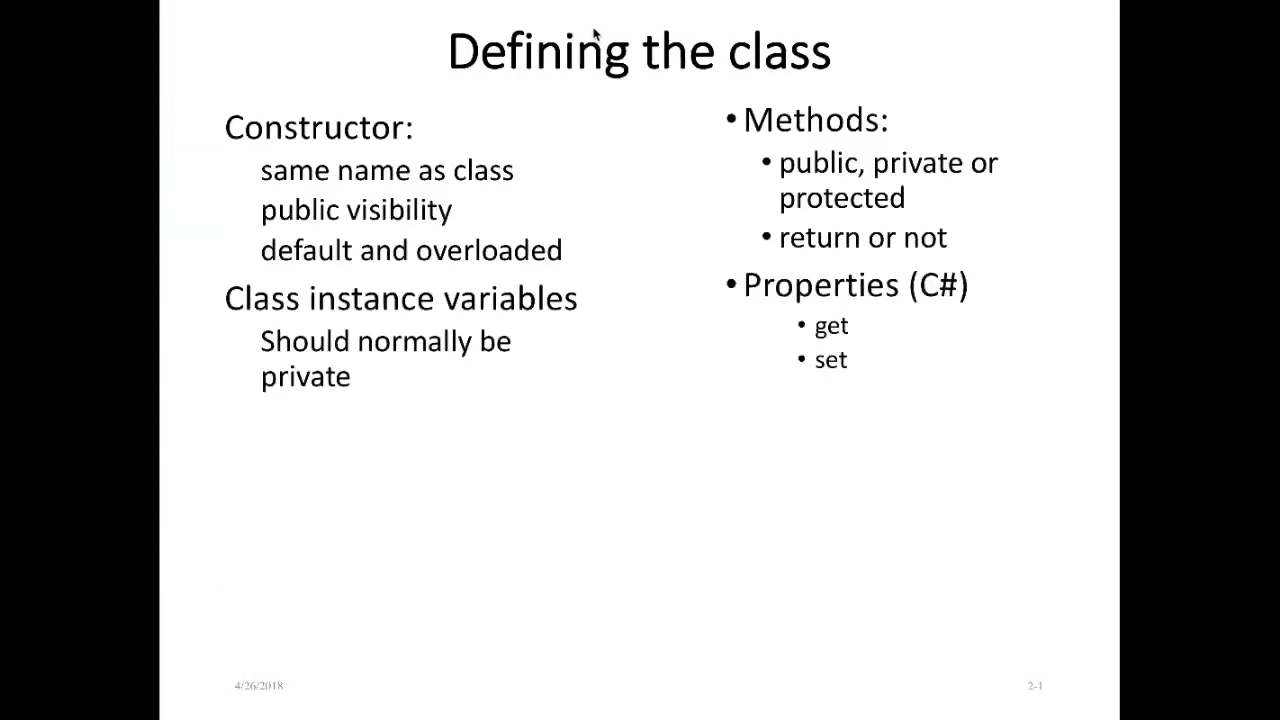 Defining the class
Constructor:
same name as class
public visibility
default and overloaded
Class instance variables
Should normally be
private
• Methods:
• public, private or
protected
• return or not
• Properties (C#)
• get
• set
4/26/2018
2-1